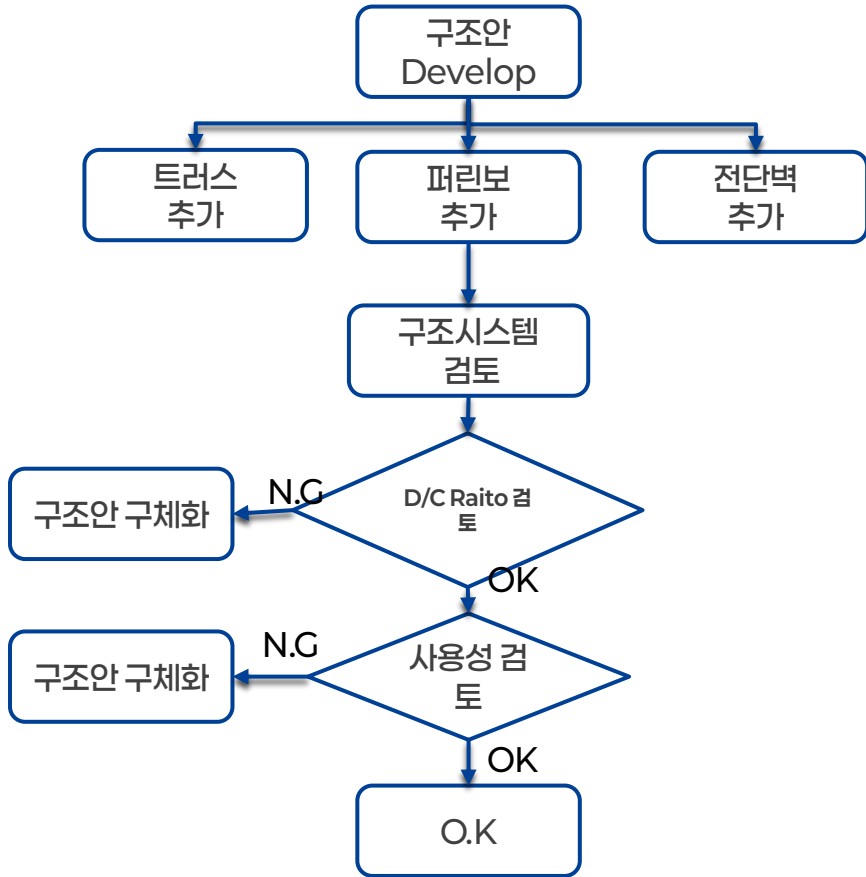 구조안
Develop
트러스
추가
퍼린보
추가
전단벽
추가
구조시스템
검토
D/C Raito 검
토
N.G
구조안 구체화
OK
사용성 검
토
N.G
구조안 구체화
OK
O.K